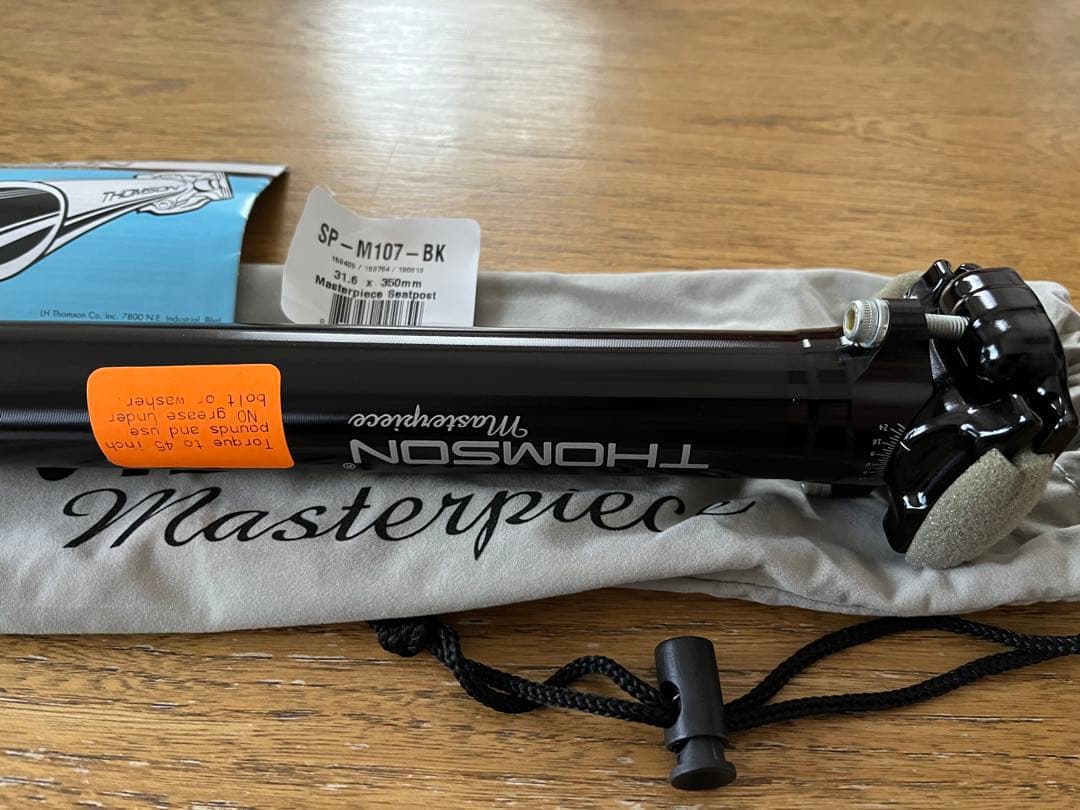 THOMSON
LH Thomson Co. Inc. 7800 N.E. Industrial Blvd
SP-M107-BK
31.6 x 350mm
Masterpiece Seatpost
Torque to 45 inch
pounds and use
NO grease under
bolt or washer.
THOMSON®
Masterpiece
Masterpiece